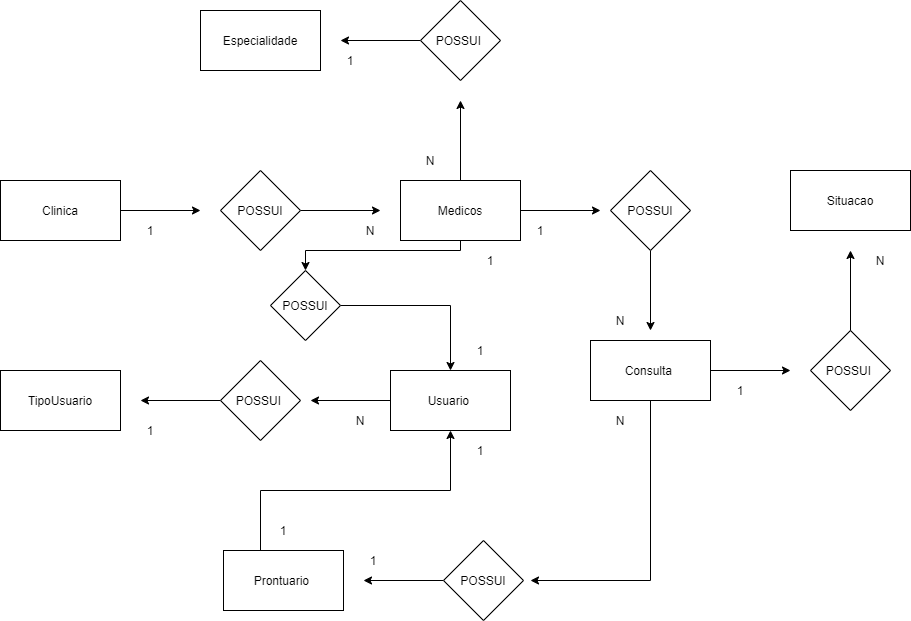 Especialidade
POSSUI
1
N
Clinica
POSSUI
Medicos
POSSUI
Situacao
1
N
1
1
N
POSSUI
1
N
TipoUsuario
POSSUI
Usuario
Consulta
POSSUI
1
N
1
N
1
1
1
Prontuario
POSSUI